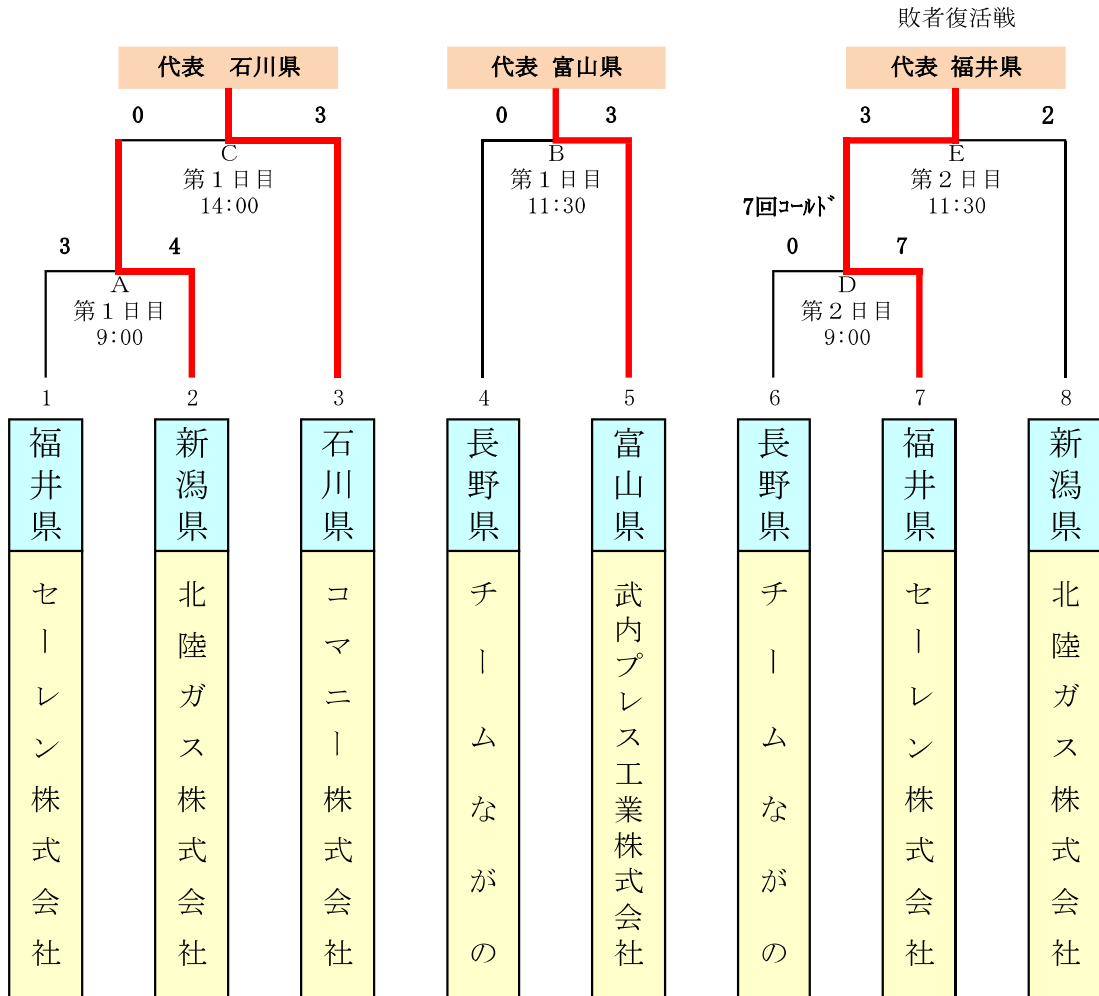 敗者復活戦
代表　石川県
代表 富山県
代表 福井県
0 3
0 3
3 2
C
第１日目
14:00
B
第１日目
11:30
E
第２日目
11:30
7回ｺｰﾙﾄﾞ
3 4
0 7
A
第１日目
9:00
D
第２日目
9:00
1 2 3 4 5 6 7 8
福井県
セーレン株式会社
新潟県
北陸ガス株式会社
石川県
コマニー株式会社
長野県
チームながの
富山県
武内プレス工業株式会社
長野県
チームながの
福井県
セーレン株式会社
新潟県
北陸ガス株式会社